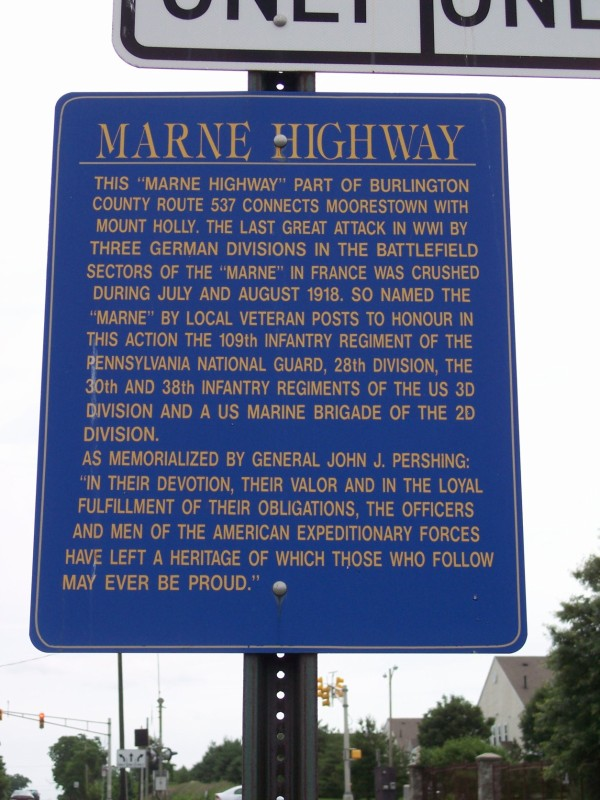 ONLY ONL
MARNE HIGHWAY
THIS "MARNE HIGHWAY" PART OF BURLINGTON
COUNTY ROUTE 537 CONNECTS MOORESTOWN WITH
MOUNT HOLLY. THE LAST GREAT ATTACK IN WWI BY
THREE GERMAN DIVISIONS IN THE BATTLEFIELD
SECTORS OF THE "MARNE" IN FRANCE WAS CRUSHED
DURING JULY AND AUGUST 1918. SO NAMED THE
"MARNE" BY LOCAL VETERAN POSTS TO HONOUR IN
THIS ACTION THE 109th INFANTRY REGIMENT OF THE
PENNSYLVANIA NATIONAL GUARD, 28th DIVISION, THE
30th AND 38th INFANTRY REGIMENTS OF THE US 3D
DIVISION AND A US MARINE BRIGADE OF THE 2D
DIVISION.
AS MEMORIALIZED BY GENERAL JOHN J. PERSHING:
"IN THEIR DEVOTION, THEIR VALOR AND IN THE LOYAL
FULFILLMENT OF THEIR OBLIGATIONS, THE OFFICERS
AND MEN OF THE AMERICAN EXPEDITIONARY FORCES
HAVE LEFT A HERITAGE OF WHICH THOSE WHO FOLLOW
MAY EVER BE PROUD."